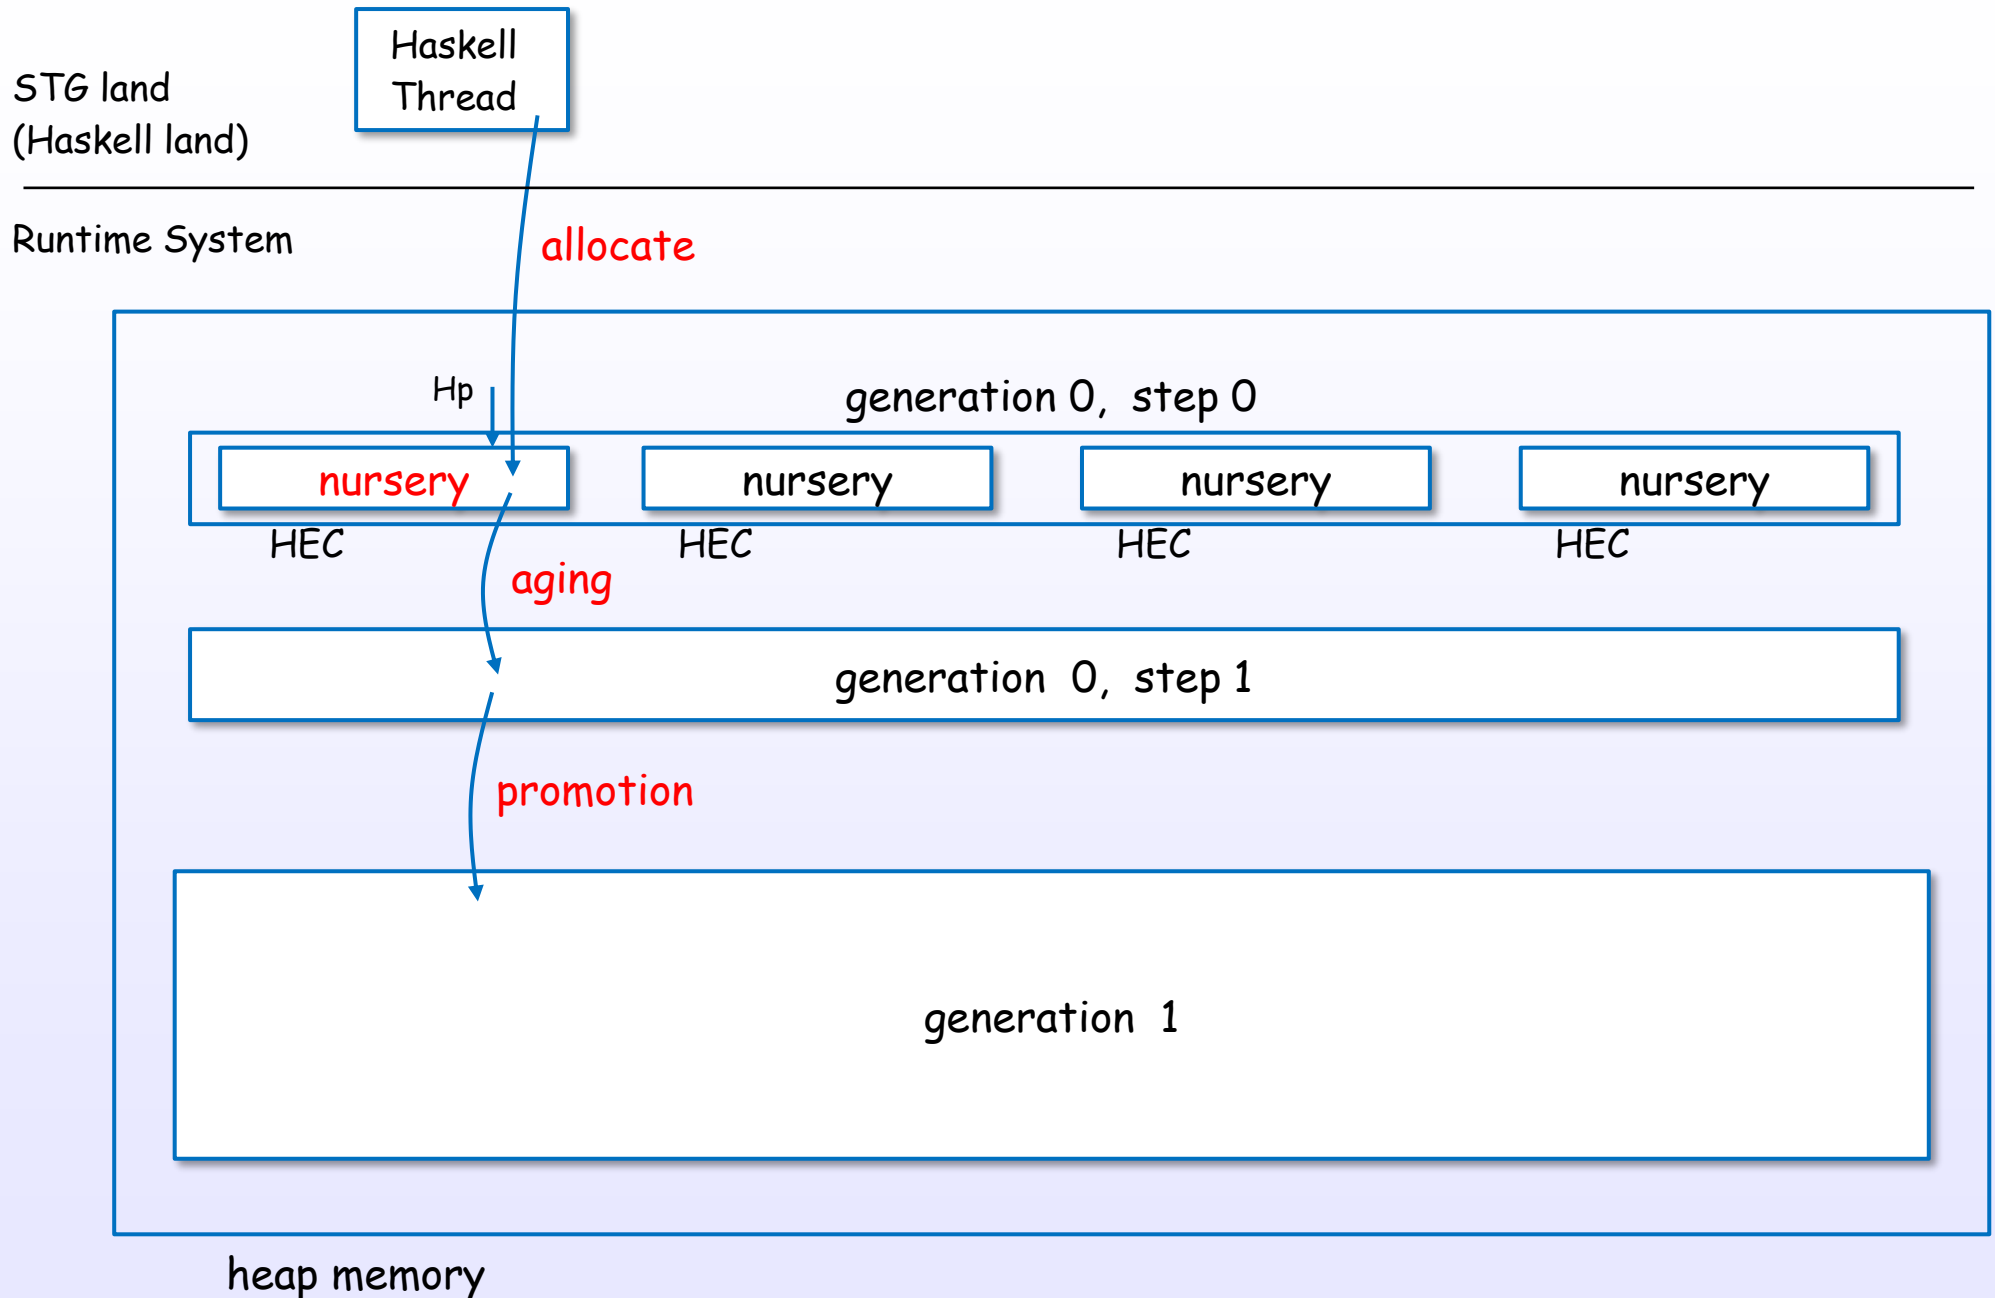 Haskell
Thread
STG land
(Haskell land)
Runtime System
allocate
Hp
generation 0, step 0
nursery nursery nursery nursery
HEC HEC HEC HEC
aging
generation 0, step 1
promotion
generation 1
heap memory